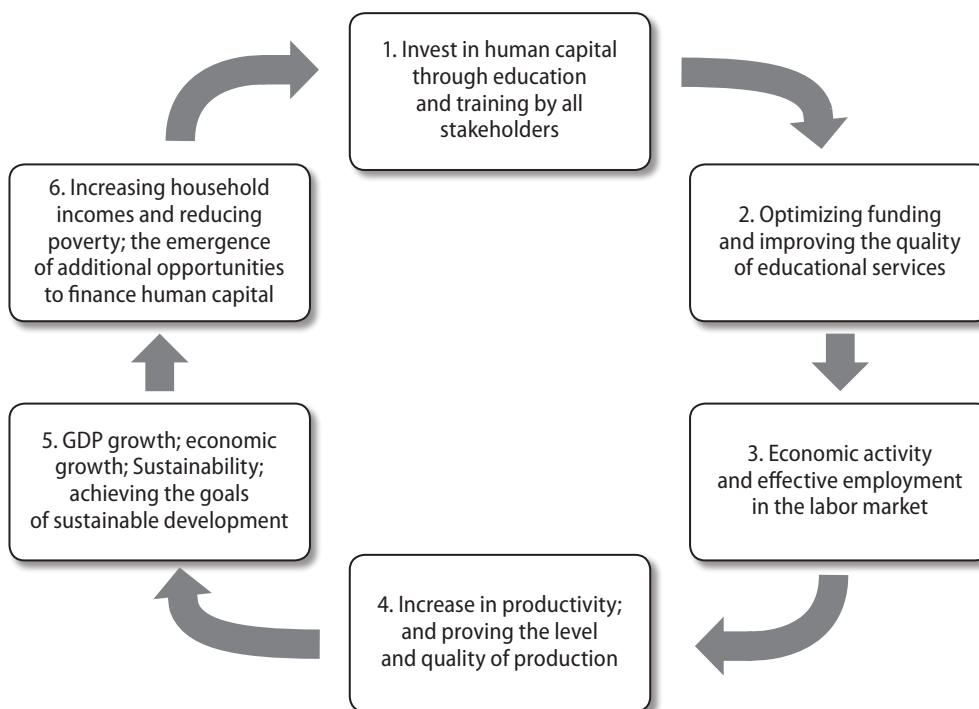 1. Invest in human capital
through education
and training by all
stakeholders
2. Optimizing funding
and improving the quality
of educational services
3. Economic activity
and effective employment
in the labor market
4. Increase in productivity;
and proving the level
and quality of production
5. GDP growth; economic
growth; Sustainability;
achieving the goals
of sustainable development
6. Increasing household
incomes and reducing
poverty; the emergence
of additional opportunities
to finance human capital